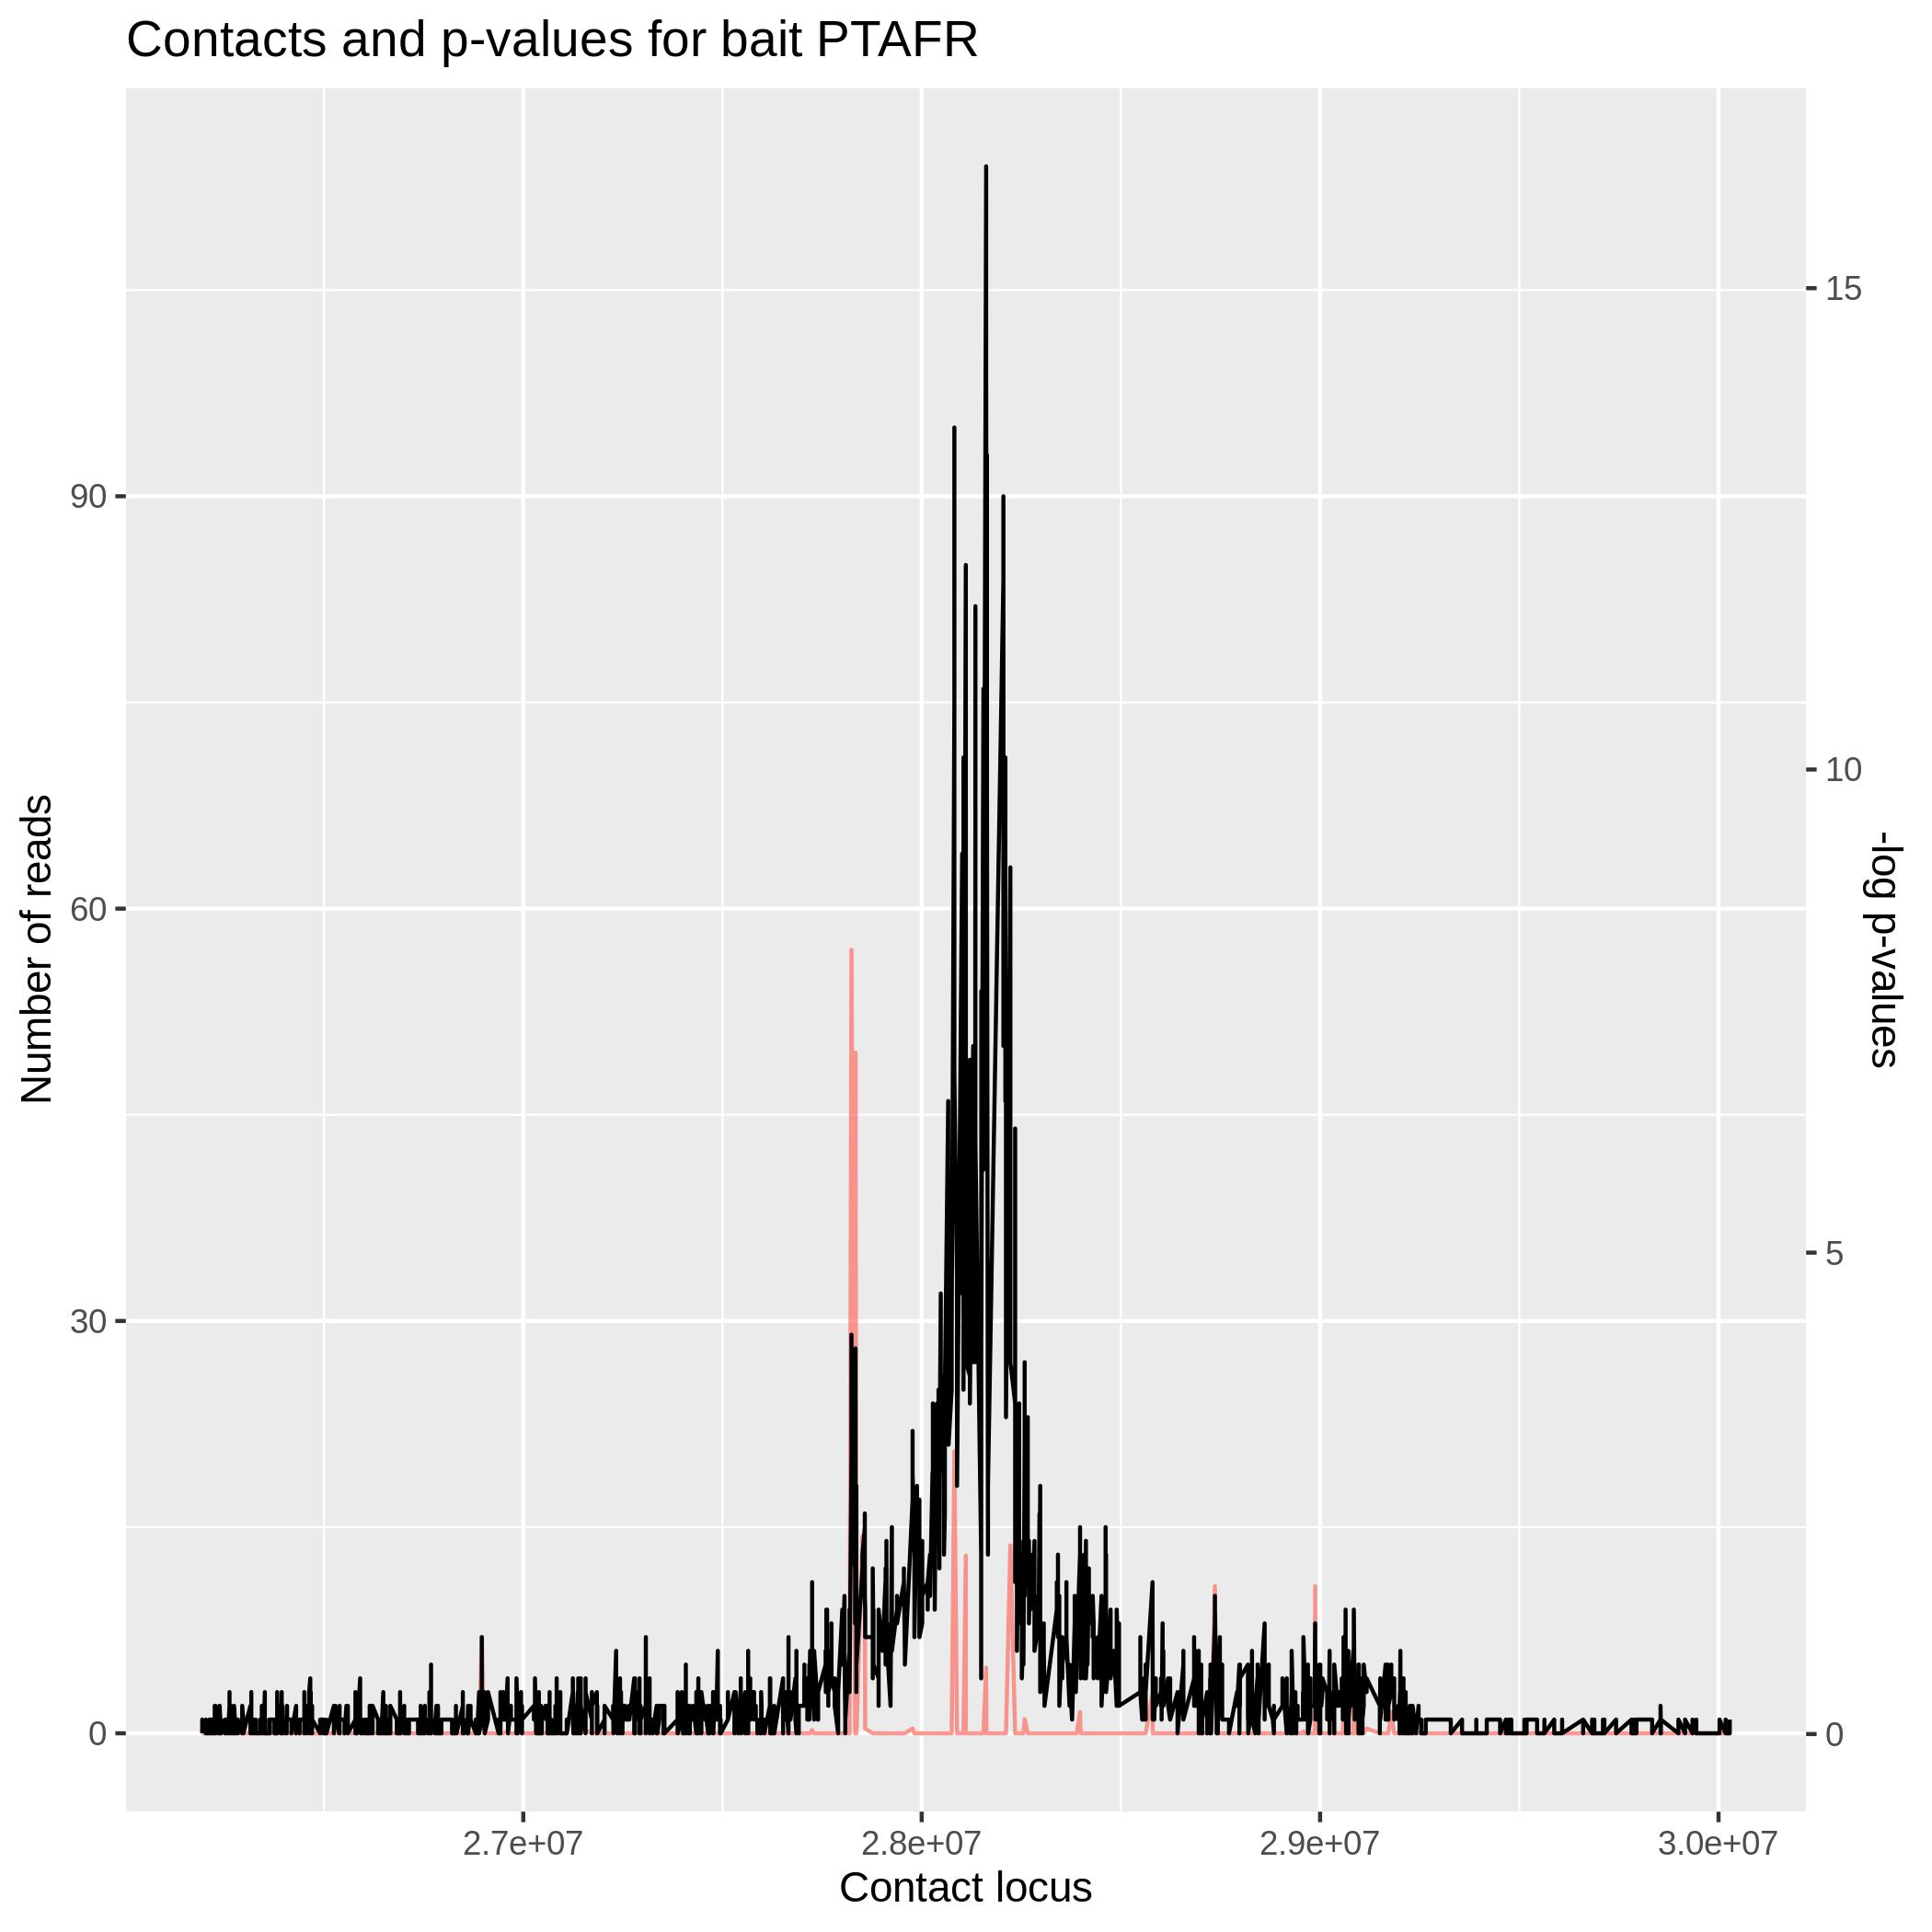 Contacts and p-values for bait PTAFR
Number of reads
90
60
30
0
15
10
5
0
-log p-values
2.7e+07
2.8e+07
2.9e+07
3.0e+07
Contact locus